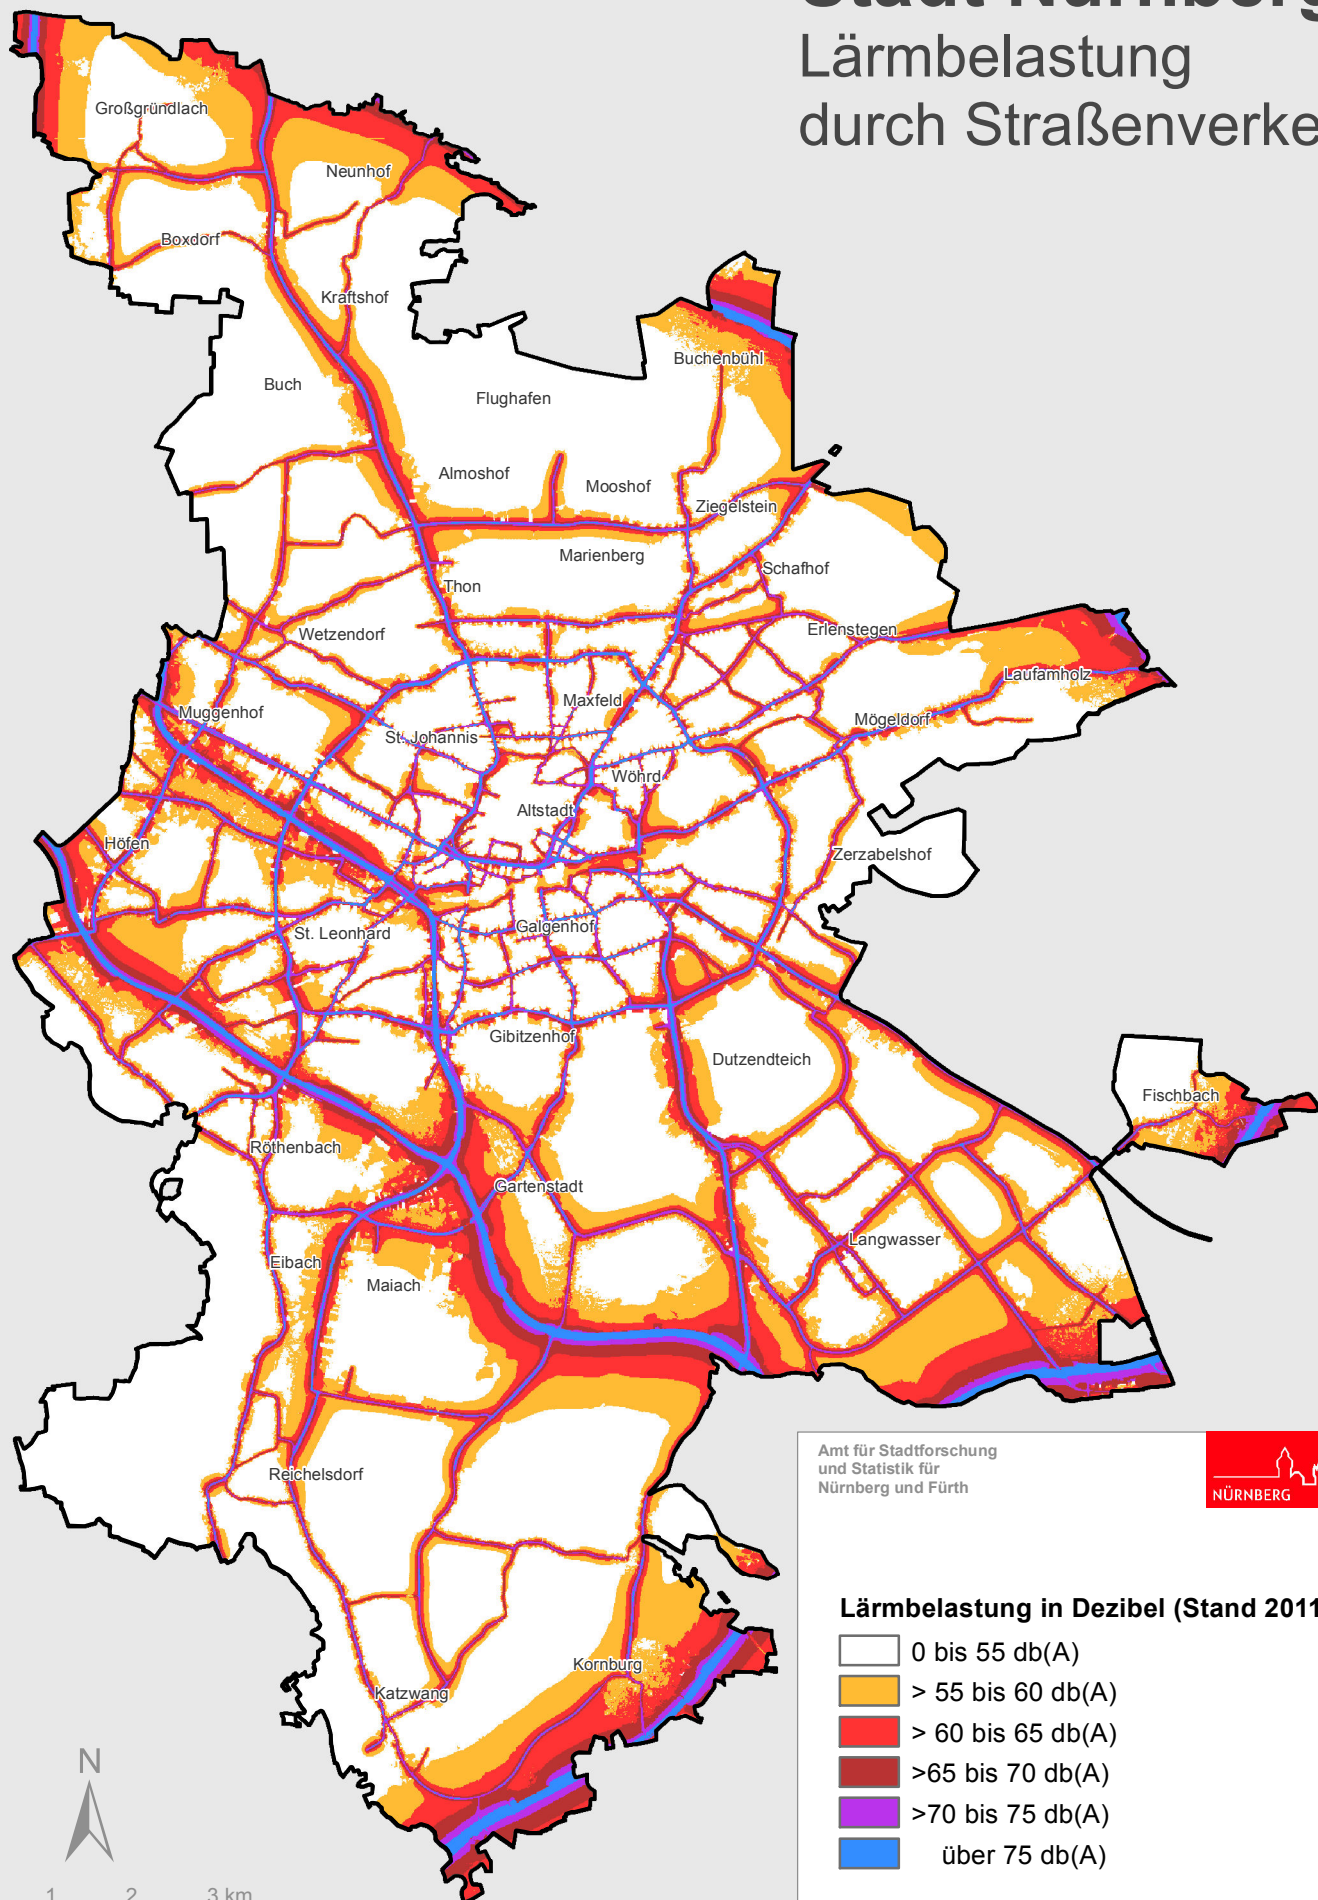 Stadt Nürnberg
Lärmbelastung
durch Straßenverke
Großgründlach
Neunhof
Boxdorf
Kraftshof
Buchenbühl
Buch
Flughafen
Almoshof
Mooshof
Ziegelstein
Marienberg
Schafhof
Thon
Wetzendorf
Erlenstegen
Laufamholz
Maxfeld
Muggenhof
Mögeldorf
St. Johannis
Wöhrd
Altstadt
Höfen
Zerzabelshof
St. Leonhard
Galgenhof
Gibitzenhof
Dutzendteich
Fischbach
Röthenbach
Gartenstadt
Langwasser
Eibach
Maiach
Reichelsdorf
Kornburg
Katzwang
Amt für Stadtforschung
und Statistik für
Nürnberg und Fürth
NÜRNBERG
Lärmbelastung in Dezibel (Stand 2011
0 bis 55 db(A)
> 55 bis 60 db(A)
> 60 bis 65 db(A)
>65 bis 70 db(A)
>70 bis 75 db(A)
über 75 db(A)
N
1 2 3 km